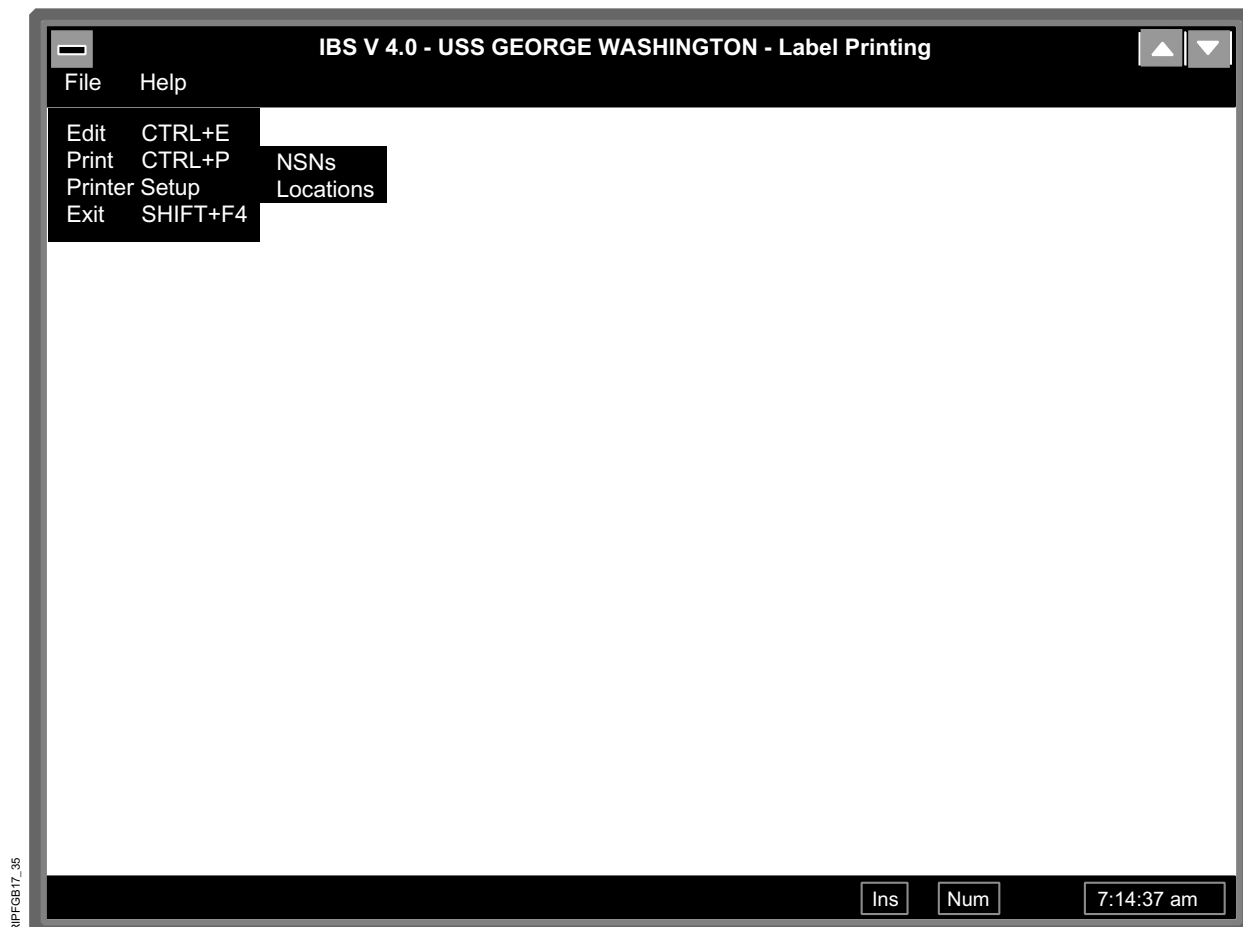 IBS V 4.0 - USS GEORGE WASHINGTON - Label Printing
File Help
Edit CTRL+E
Print CTRL+P
Printer Setup
Exit SHIFT+F4
NSNs
Locations
Ins Num 7:14:37 am